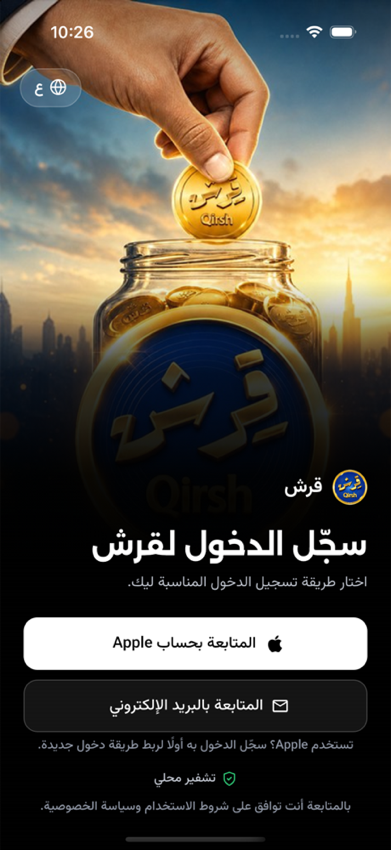 10:26
ع
قرش
Qirsh
قرش
Qirsh
قرش
Qirsh
قرش
سجّل الدخول لقرش
اختار طريقة تسجيل الدخول المناسبة ليك.
المتابعة بحساب Apple
المتابعة بالبريد الإلكتروني
تستخدم Apple؟ سجّل الدخول به أولًا لربط طريقة دخول جديدة.
تشفير محلي
بالمتابعة أنت توافق على شروط الاستخدام وسياسة الخصوصية.